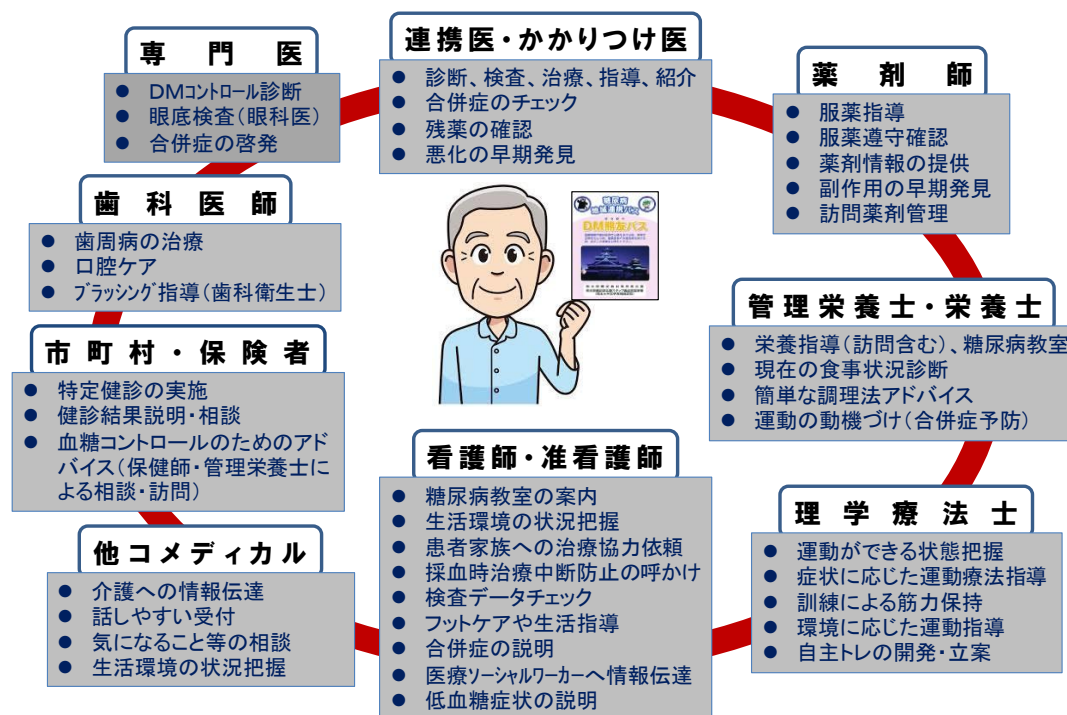 専門医
● DMコントロール診断
● 眼底検査(眼科医)
● 合併症の啓発
連携医・かかりつけ医
● 診断、検査、治療、指導、紹介
● 合併症のチェック
● 残薬の確認
● 悪化の早期発見
薬剤師
● 服薬指導
● 服薬遵守確認
● 薬剤情報の提供
● 副作用の早期発見
● 訪問薬剤管理
歯科医師
● 歯周病の治療
● 口腔ケア
● ブラッシング指導(歯科衛生士)
糖尿病
地域連携パス
DM熊友パス
管理栄養士・栄養士
● 栄養指導(訪問含む)、糖尿病教室
● 現在の食事状況診断
● 簡単な調理法アドバイス
● 運動の動機づけ(合併症予防)
市町村・保険者
● 特定健診の実施
● 健診結果説明・相談
● 血糖コントロールのためのアド
バイス(保健師・管理栄養士に
よる相談・訪問)
看護師・准看護師
● 糖尿病教室の案内
● 生活環境の状況把握
● 患者家族への治療協力依頼
● 採血時治療中断防止の呼かけ
● 検査データチェック
● フットケアや生活指導
● 合併症の説明
● 医療ソーシャルワーカーへ情報伝達
● 低血糖症状の説明
理学療法士
● 運動ができる状態把握
● 症状に応じた運動療法指導
● 訓練による筋力保持
● 環境に応じた運動指導
● 自主トレの開発・立案
他コメディカル
● 介護への情報伝達
● 話しやすい受付
● 気になること等の相談
● 生活環境の状況把握